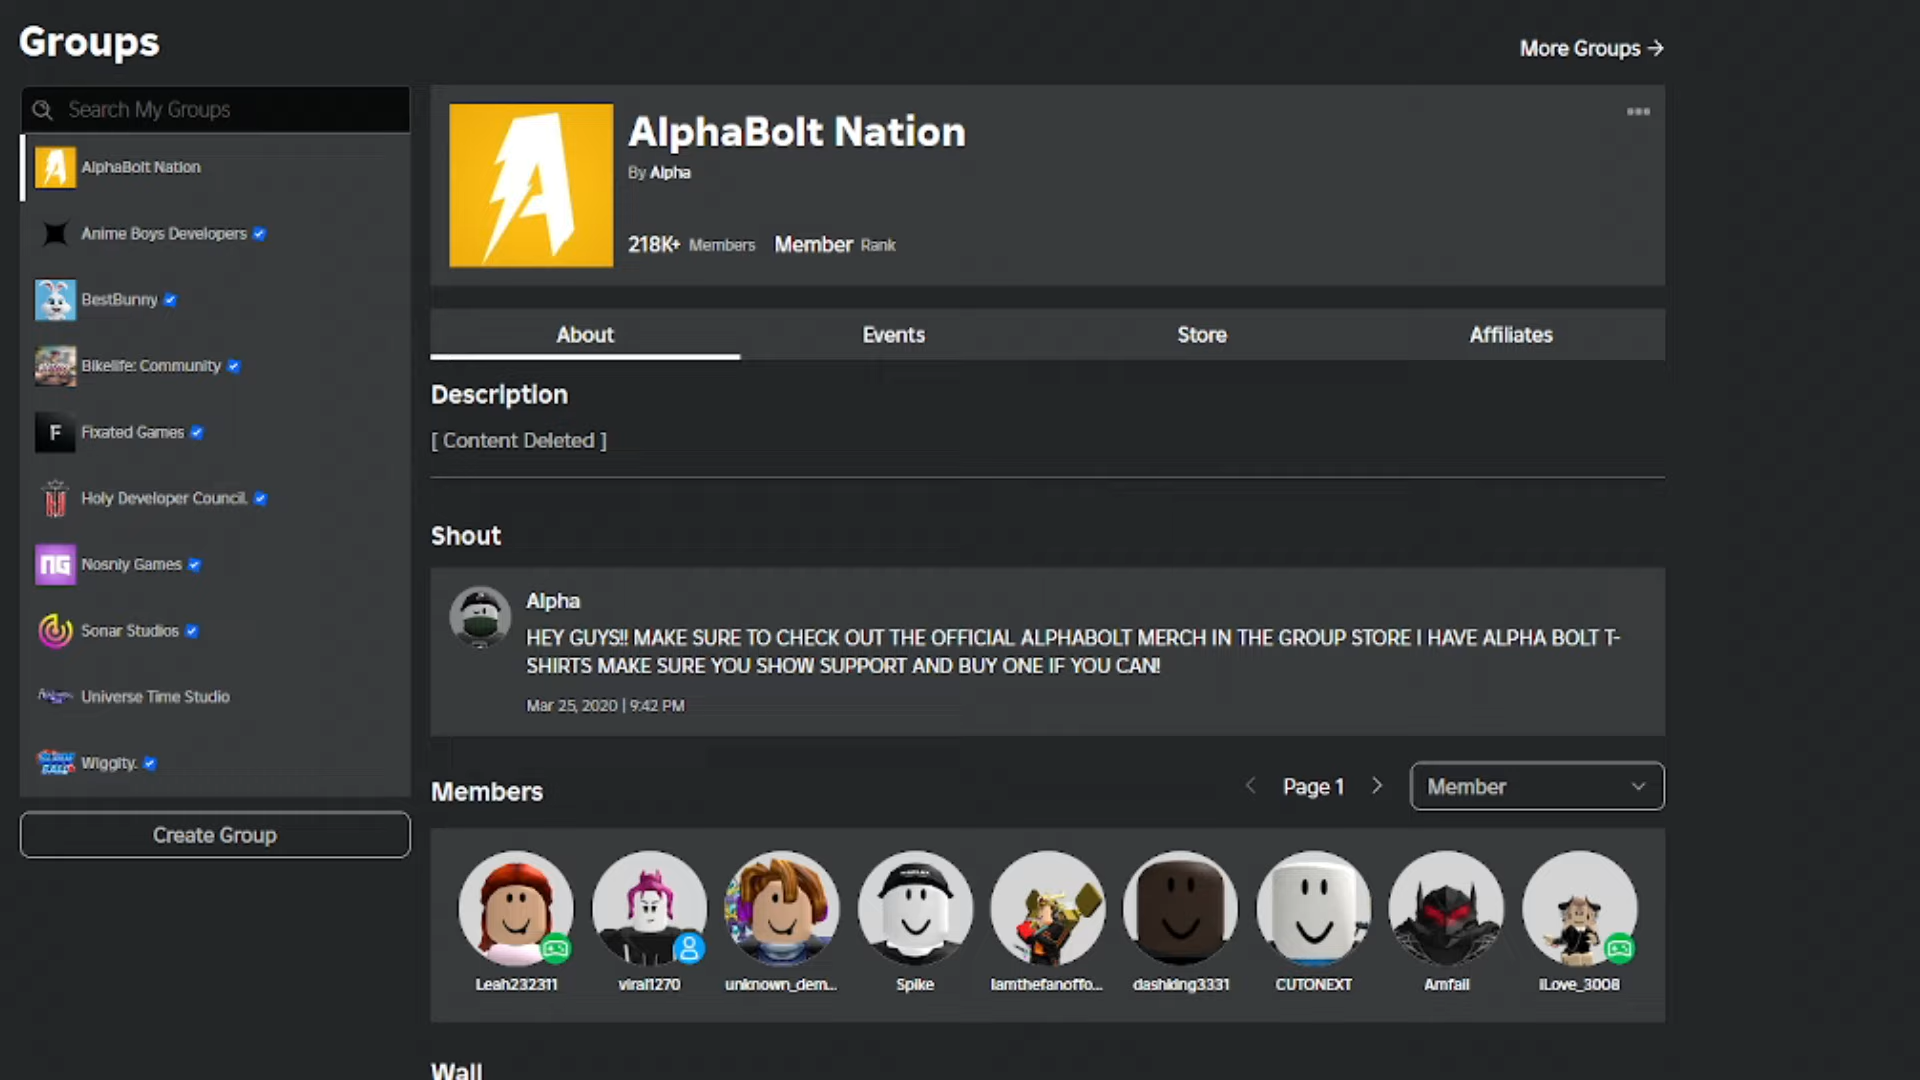 Groups
More Groups →
Search My Groups
AlphaBolt Nation
Anime Boys Developers
BestBunny
Bikelife: Community
F
Fixated Games
Holy Developer Council.
NG
Nosniy Games
Sonar Studios
Universe Time Studio
Wiggity.
Create Group
A
AlphaBolt Nation
By Alpha
218K+ Members Member Rank
About
Events
Store
Affiliates
Description
[ Content Deleted ]
Shout
Alpha
HEY GUYS!! MAKE SURE TO CHECK OUT THE OFFICIAL ALPHABOLT MERCH IN THE GROUP STORE I HAVE ALPHA BOLT T-
SHIRTS MAKE SURE YOU SHOW SUPPORT AND BUY ONE IF YOU CAN!
Mar 25, 2020 | 9:42 PM
Members
Page 1
Member
Leah232311
viral1270
unknown_dem...
Spike
Iamthefanoffo...
dashking3331
CUTONEXT
Amfail
iLove_3008
Wall